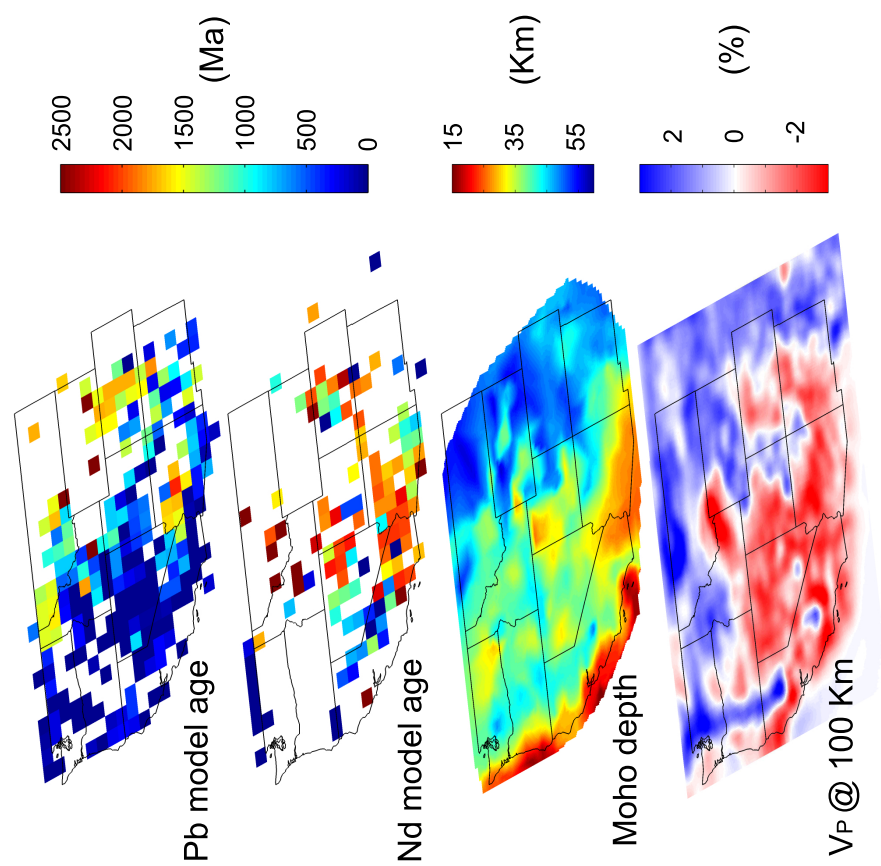 Pb model age
2500
2000
1500
1000
500
0
(Ma)
Nd model age
Moho depth
15
35
55
(Km)
VP @ 100 Km
2
0
-2
(%)